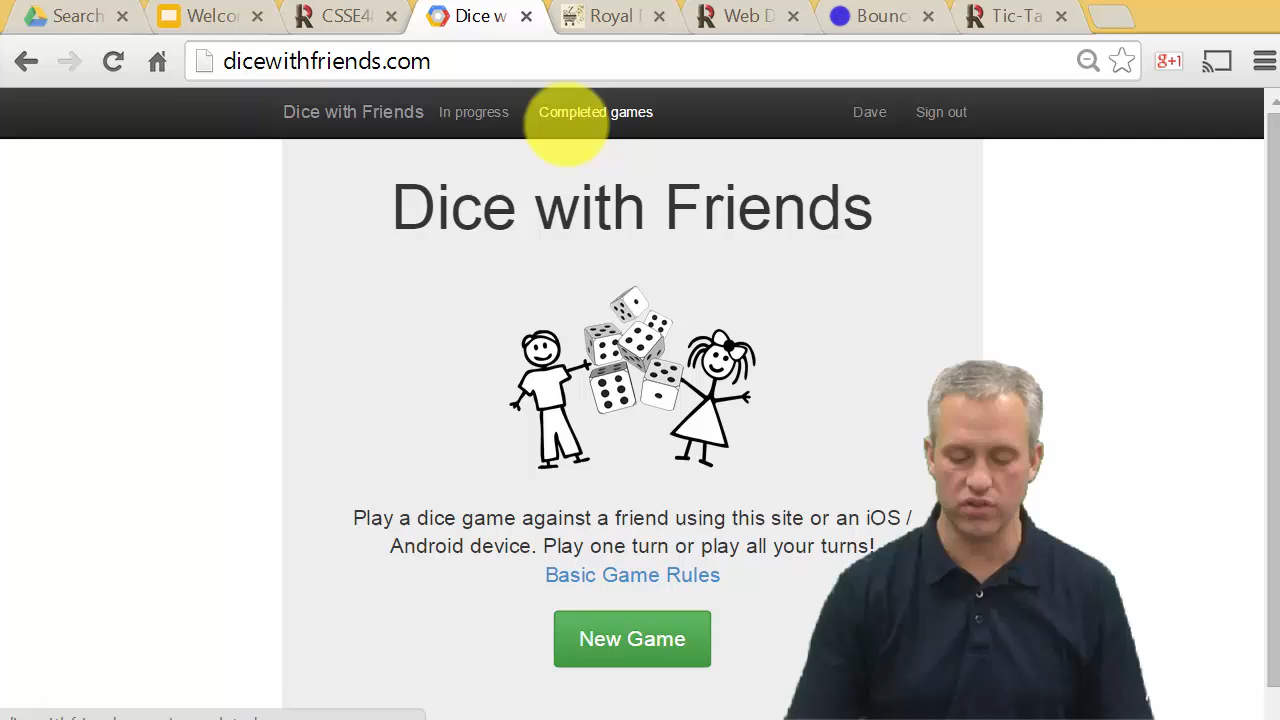 Search
Welco
CSSE4
Dice w
Royal
Web D
Bounc
Tic-Ta
dicewithfriends.com
g+1
Dice with Friends
In progress
Completed games
Dave
Sign out
Dice with Friends
Play a dice game against a friend using this site or an iOS /
Android device. Play one turn or play all your turns!
Basic Game Rules
New Game